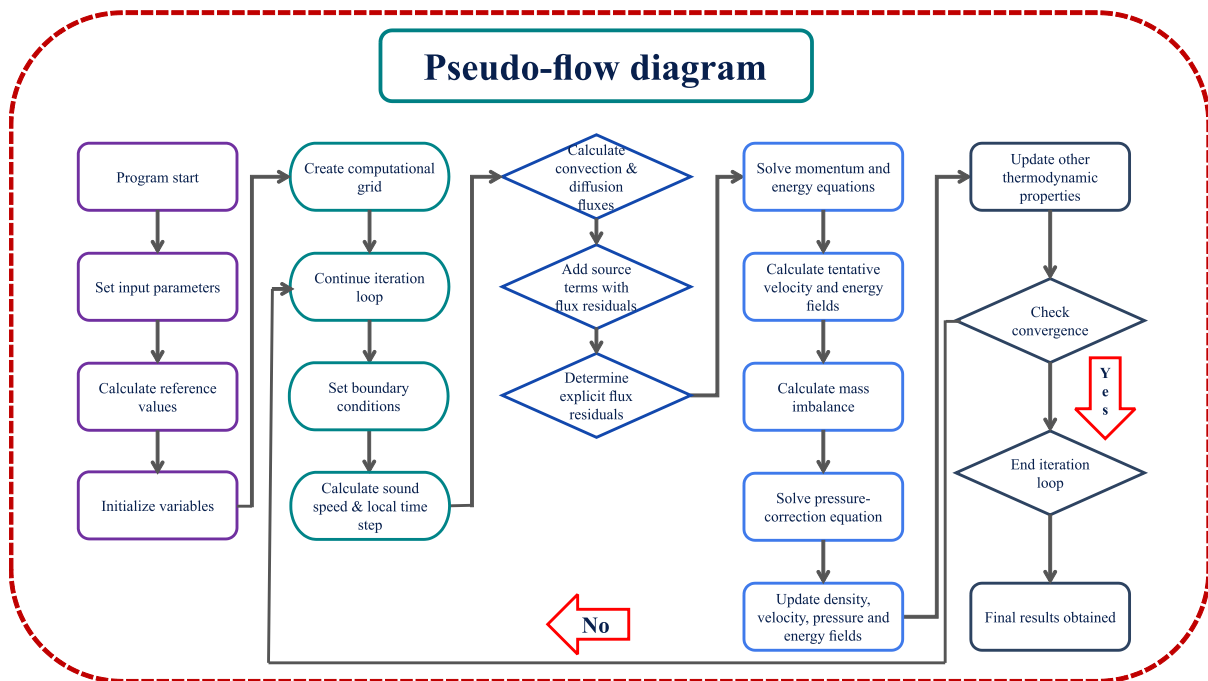 Pseudo-flow diagram
Program start
Set input parameters
Calculate reference
values
Initialize variables
Create computational
grid
Continue iteration
loop
Set boundary
conditions
Calculate sound
speed & local time
step
Calculate
convection &
diffusion
fluxes
Add source
terms with
flux residuals
Determine
explicit flux
residuals
Solve momentum and
energy equations
Calculate tentative
velocity and energy
fields
Calculate mass
imbalance
Solve pressure-
correction equation
Update density,
velocity, pressure and
energy fields
Update other
thermodynamic
properties
Check
convergence
Y
e
s
End iteration
loop
Final results obtained
No